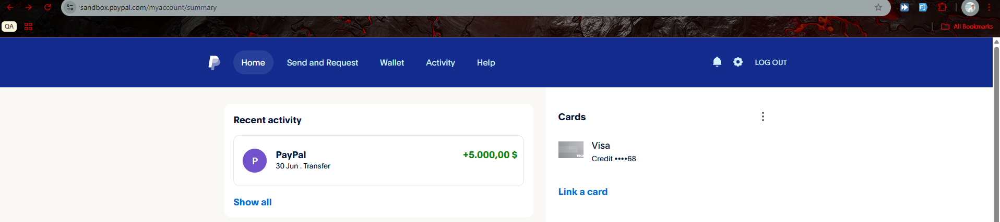 sandbox.paypal.com/myaccount/summary
QA
All Bookmarks
Home
Send and Request
Wallet
Activity
Help
LOG OUT
Recent activity
P
PayPal
+5.000,00 $
30 Jun . Transfer
Show all
Cards
VISA
Visa
Credit ••••68
Link a card